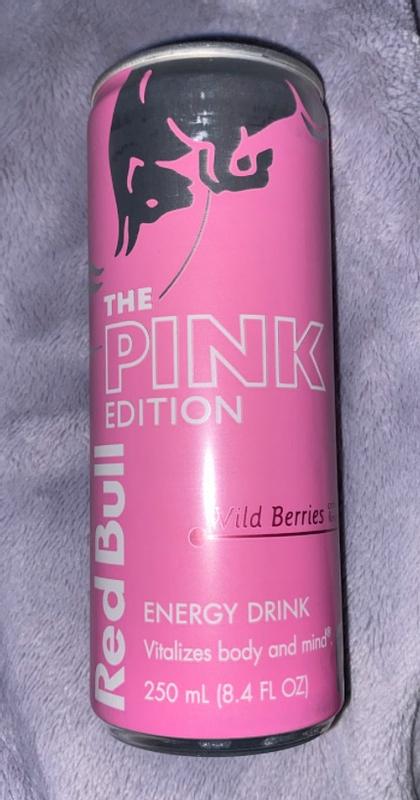 THE
PINK
EDITION
Red Bull
Wild Berries
ENERGY DRINK
Vitalizes body and mind®.
250 mL (8.4 FL OZ)